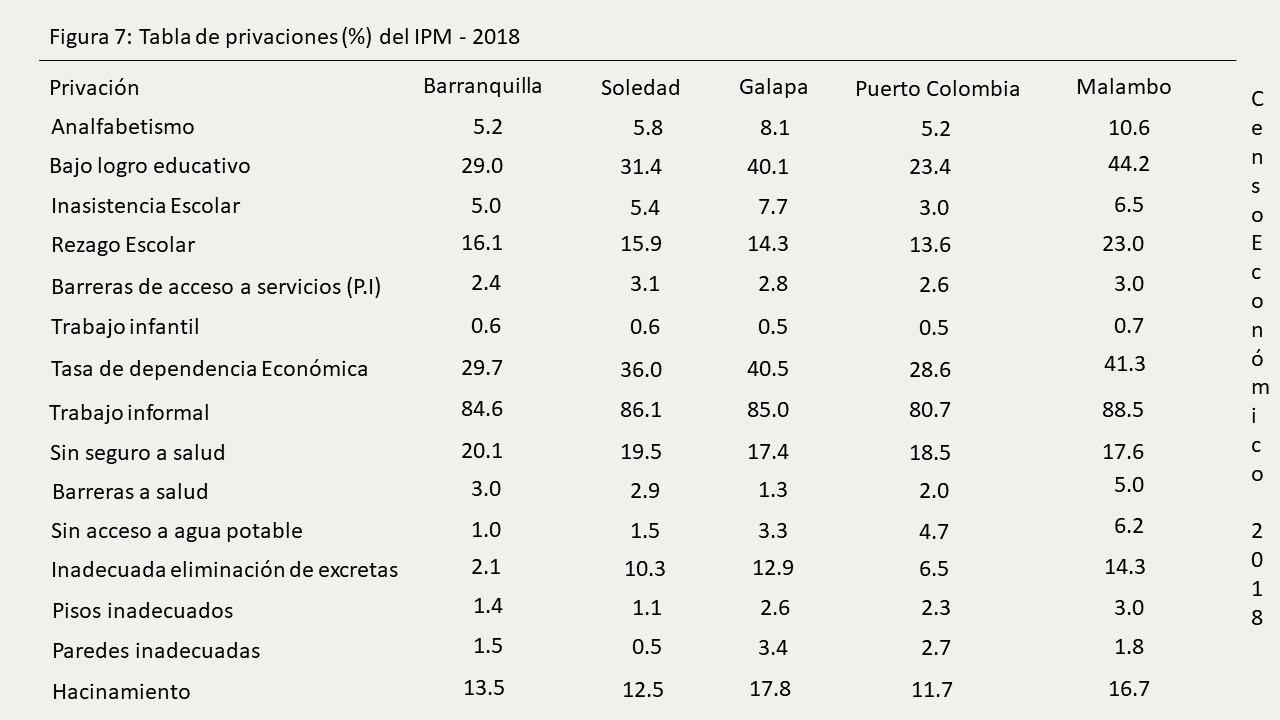 Figura 7: Tabla de privaciones (%) del IPM - 2018
Privación Barranquilla Soledad Galapa Puerto Colombia Malambo
Analfabetismo 5.2 5.8 8.1 5.2 10.6
Bajo logro educativo 29.0 31.4 40.1 23.4 44.2
Inasistencia Escolar 5.0 5.4 7.7 3.0 6.5
Rezago Escolar 16.1 15.9 14.3 13.6 23.0
Barreras de acceso a servicios (P.I) 2.4 3.1 2.8 2.6 3.0
Trabajo infantil 0.6 0.6 0.5 0.5 0.7
Tasa de dependencia Económica 29.7 36.0 40.5 28.6 41.3
Trabajo informal 84.6 86.1 85.0 80.7 88.5
Sin seguro a salud 20.1 19.5 17.4 18.5 17.6
Barreras a salud 3.0 2.9 1.3 2.0 5.0
Sin acceso a agua potable 1.0 1.5 3.3 4.7 6.2
Inadecuada eliminación de excretas 2.1 10.3 12.9 6.5 14.3
Pisos inadecuados 1.4 1.1 2.6 2.3 3.0
Paredes inadecuadas 1.5 0.5 3.4 2.7 1.8
Hacinamiento 13.5 12.5 17.8 11.7 16.7
Censo Económico 2018